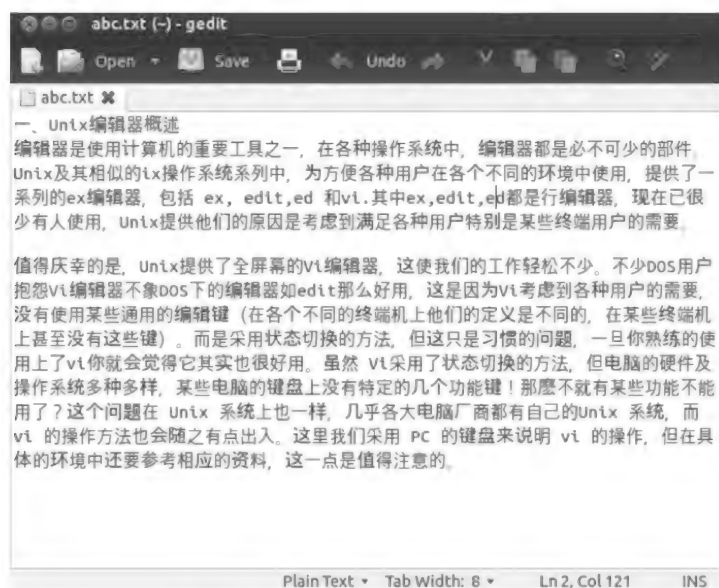 abc.txt (~) - gedit
Open Save Undo
abc.txt
一、Unix编辑器概述
编辑器是使用计算机的重要工具之一，在各种操作系统中，编辑器都是必不可少的部件，
Unix及其相似的ix操作系统系列中，为方便各种用户在各个不同的环境中使用，提供了一
系列的ex编辑器，包括 ex, edit,ed 和vi.其中ex,edit,ed都是行编辑器，现在已很
少有人使用，Unix提供他们的原因是考虑到满足各种用户特别是某些终端用户的需要。
值得庆幸的是，Unix提供了全屏幕的Vi编辑器，这使我们的工作轻松不少。不少DOS用户
抱怨Vi编辑器不象DOS下的编辑器如edit那么好用，这是因为Vi考虑到各种用户的需要，
没有使用某些通用的编辑键（在各个不同的终端机上他们的定义是不同的，在某些终端机
上甚至没有这些键）。而是采用状态切换的方法，但这只是习惯的问题，一旦你熟练的使
用上了vi你就会觉得它其实也很好用。虽然 Vi采用了状态切换的方法，但电脑的硬件及
操作系统多种多样，某些电脑的键盘上没有特定的几个功能键！那麽不就有某些功能不能
用了？这个问题在 Unix 系统上也一样，几乎各大电脑厂商都有自己的Unix 系统，而
vi 的操作方法也会随之有点出入。这里我们采用 PC 的键盘来说明 vi 的操作，但在具
体的环境中还要参考相应的资料，这一点是值得注意的。
Plain Text Tab Width: 8 Ln 2, Col 121 INS